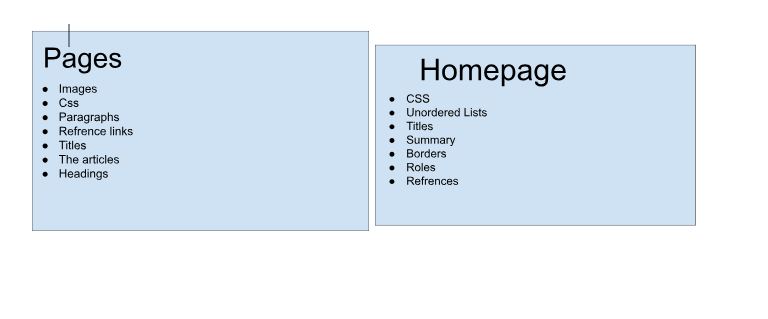 Pages
● Images
● Css
● Paragraphs
● Refrence links
● Titles
● The articles
● Headings
Homepage
● CSS
● Unordered Lists
● Titles
● Summary
● Borders
● Roles
● Refrences